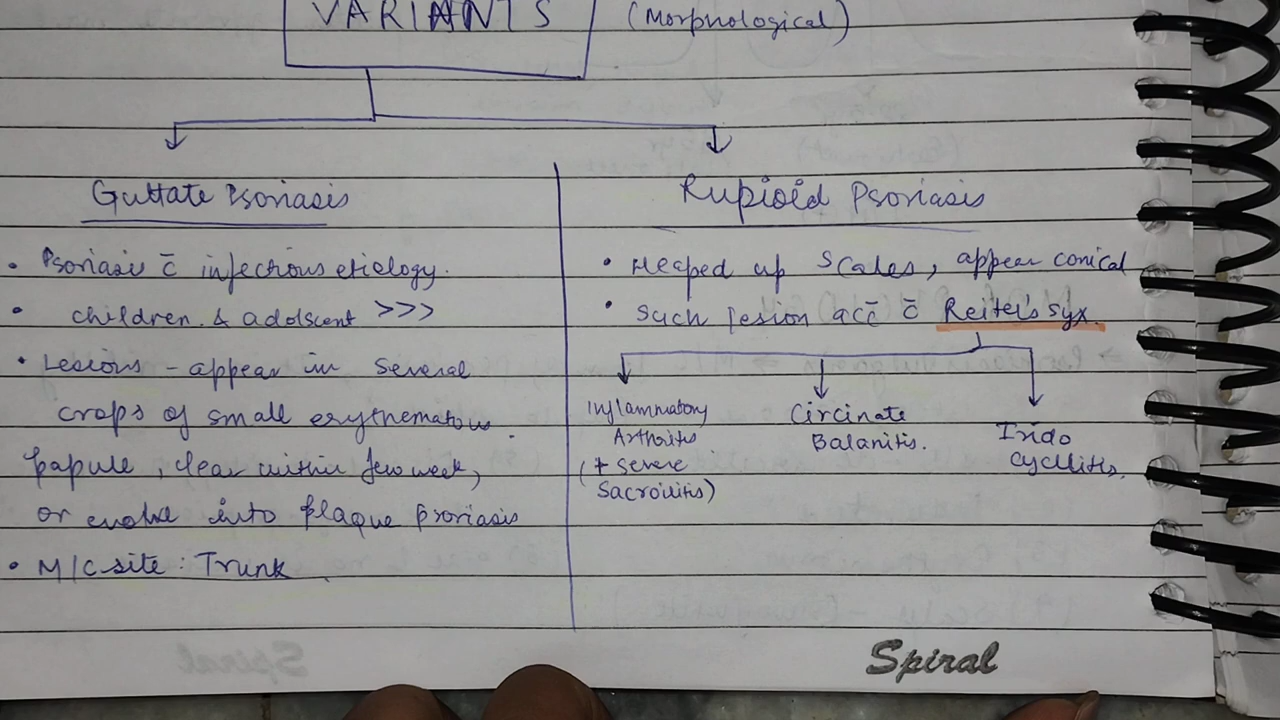 VARIANTS (Morphological)
Guttate Psoriasis
• Psoriasis c̄ infectious etiology.
• children & adolscent >>>
• Lesions - appear in several
crops of small erythematous
papule, clear within few week,
or evolve into plaque psoriasis
• M/C site : Trunk
Rupioid Psoriasis
• Heaped up scales, appear conical
• Such lesion acc̄ c̄ Reiter's syx.
Inflammatory
Arthritis
(+ severe
Sacroilitis)
Circinate
Balanitis.
Irido
cyclitis.
Spiral